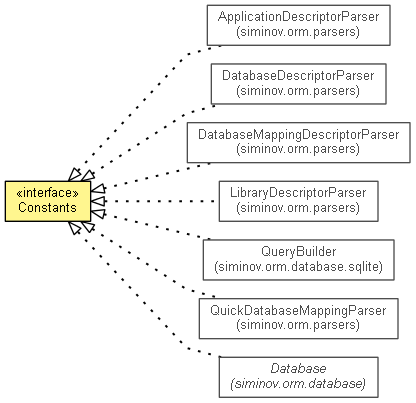 ApplicationDescriptorParser
(siminov.orm.parsers)
DatabaseDescriptorParser
(siminov.orm.parsers)
DatabaseMappingDescriptorParser
(siminov.orm.parsers)
«interface»
Constants
LibraryDescriptorParser
(siminov.orm.parsers)
QueryBuilder
(siminov.orm.database.sqlite)
QuickDatabaseMappingParser
(siminov.orm.parsers)
Database
(siminov.orm.database)